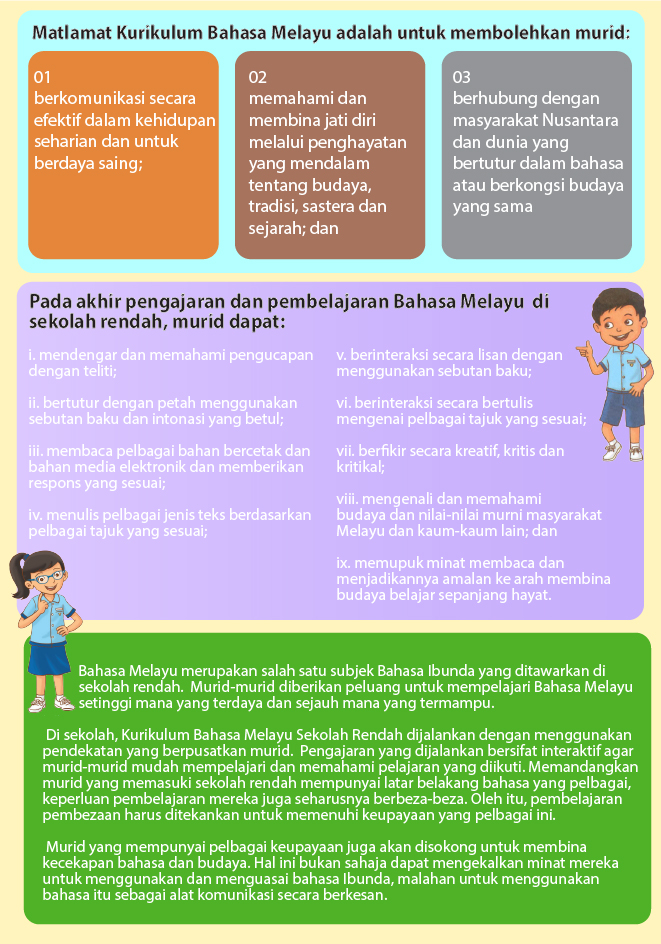 Matlamat Kurikulum Bahasa Melayu adalah untuk membolehkan murid:
01
berkomunikasi secara
efektif dalam kehidupan
seharian dan untuk
berdaya saing;
02
memahami dan
membina jati diri
melalui penghayatan
yang mendalam
tentang budaya,
tradisi, sastera dan
sejarah; dan
03
berhubung dengan
masyarakat Nusantara
dan dunia yang
bertutur dalam bahasa
atau berkongsi budaya
yang sama
Pada akhir pengajaran dan pembelajaran Bahasa Melayu di
sekolah rendah, murid dapat:
i. mendengar dan memahami pengucapan
dengan teliti;
ii. bertutur dengan petah menggunakan
sebutan baku dan intonasi yang betul;
iii. membaca pelbagai bahan bercetak dan
bahan media elektronik dan memberikan
respons yang sesuai;
iv. menulis pelbagai jenis teks berdasarkan
pelbagai tajuk yang sesuai;
v. berinteraksi secara lisan dengan
menggunakan sebutan baku;
vi. berinteraksi secara bertulis
mengenai pelbagai tajuk yang sesuai;
vii. berfikir secara kreatif, kritis dan
kritikal;
viii. mengenali dan memahami
budaya dan nilai-nilai murni masyarakat
Melayu dan kaum-kaum lain; dan
ix. memupuk minat membaca dan
menjadikannya amalan ke arah membina
budaya belajar sepanjang hayat.
Bahasa Melayu merupakan salah satu subjek Bahasa Ibunda yang ditawarkan di
sekolah rendah. Murid-murid diberikan peluang untuk mempelajari Bahasa Melayu
setinggi mana yang terdaya dan sejauh mana yang termampu.
Di sekolah, Kurikulum Bahasa Melayu Sekolah Rendah dijalankan dengan menggunakan
pendekatan yang berpusatkan murid. Pengajaran yang dijalankan bersifat interaktif agar
murid-murid mudah mempelajari dan memahami pelajaran yang diikuti. Memandangkan
murid yang memasuki sekolah rendah mempunyai latar belakang bahasa yang pelbagai,
keperluan pembelajaran mereka juga seharusnya berbeza-beza. Oleh itu, pembelajaran
pembezaan harus ditekankan untuk memenuhi keupayaan yang pelbagai ini.
Murid yang mempunyai pelbagai keupayaan juga akan disokong untuk membina
kecekapan bahasa dan budaya. Hal ini bukan sahaja dapat mengekalkan minat mereka
untuk menggunakan dan menguasai bahasa Ibunda, malahan untuk menggunakan
bahasa itu sebagai alat komunikasi secara berkesan.